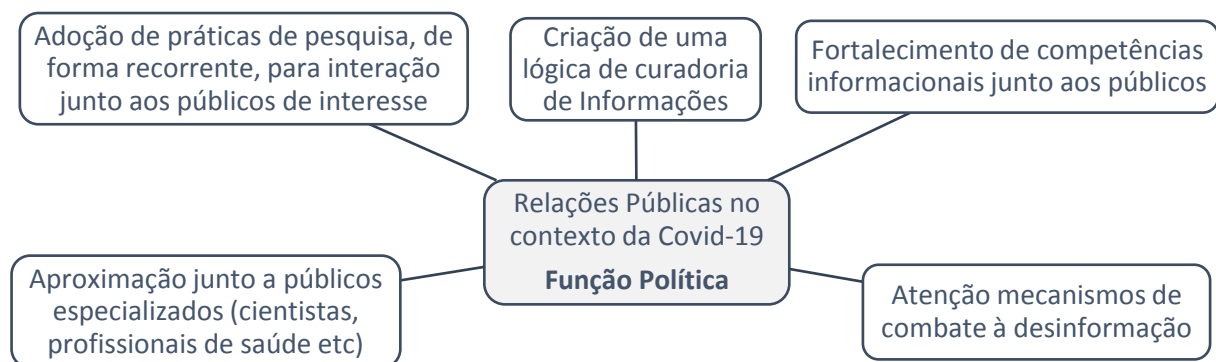 Adoção de práticas de pesquisa, de
forma recorrente, para interação
junto aos públicos de interesse
Criação de uma
lógica de curadoria
de Informações
Fortalecimento de competências
informacionais junto aos públicos
Relações Públicas no
contexto da Covid-19
Função Política
Aproximação junto a públicos
especializados (cientistas,
profissionais de saúde etc)
Atenção mecanismos de
combate à desinformação